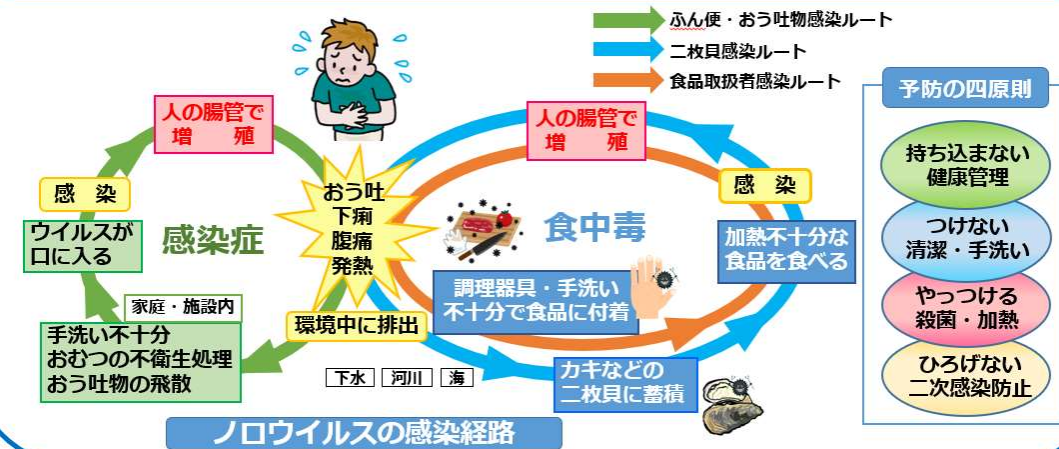 ふん便・おう吐物感染ルート
二枚貝感染ルート
食品取扱者感染ルート
人の腸管で
増　殖
感　染
ウイルスが
口に入る
感染症
家庭・施設内
手洗い不十分
おむつの不衛生処理
おう吐物の飛散
おう吐
下痢
腹痛
発熱
環境中に排出
下水
河川
海
人の腸管で
増　殖
感　染
食中毒
加熱不十分な
食品を食べる
調理器具・手洗い
不十分で食品に付着
カキなどの
二枚貝に蓄積
ノロウイルスの感染経路
予防の四原則
持ち込まない
健康管理
つけない
清潔・手洗い
やっつける
殺菌・加熱
ひろげない
二次感染防止